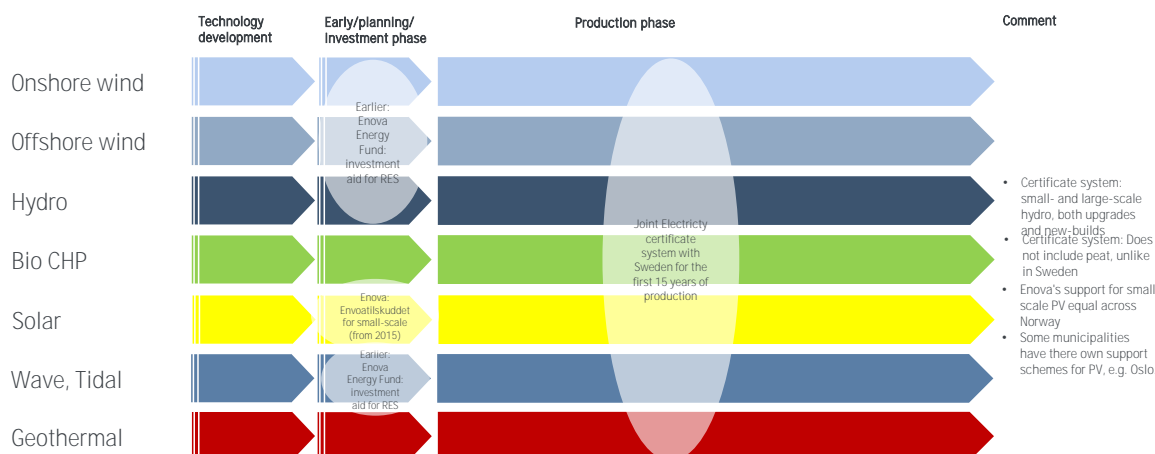 Technology
development
Early/planning/
Investment phase
Production phase
Comment
Onshore wind
Offshore wind
Hydro
Bio CHP
Solar
Wave, Tidal
Geothermal
Earlier:
Enova
Energy
Fund:
investment
aid for RES
Enova:
Envoatilskuddet
for small-scale
(from 2015)
Earlier:
Enova
Energy Fund:
investment
aid for RES
Joint Electricty
certificate
system with
Sweden for the
first 15 years of
production
• Certificate system:
small- and large-scale
hydro, both upgrades
and new-builds
• Certificate system: Does
not include peat, unlike
in Sweden
• Enova's support for small
scale PV equal across
Norway
• Some municipalities
have there own support
schemes for PV, e.g. Oslo